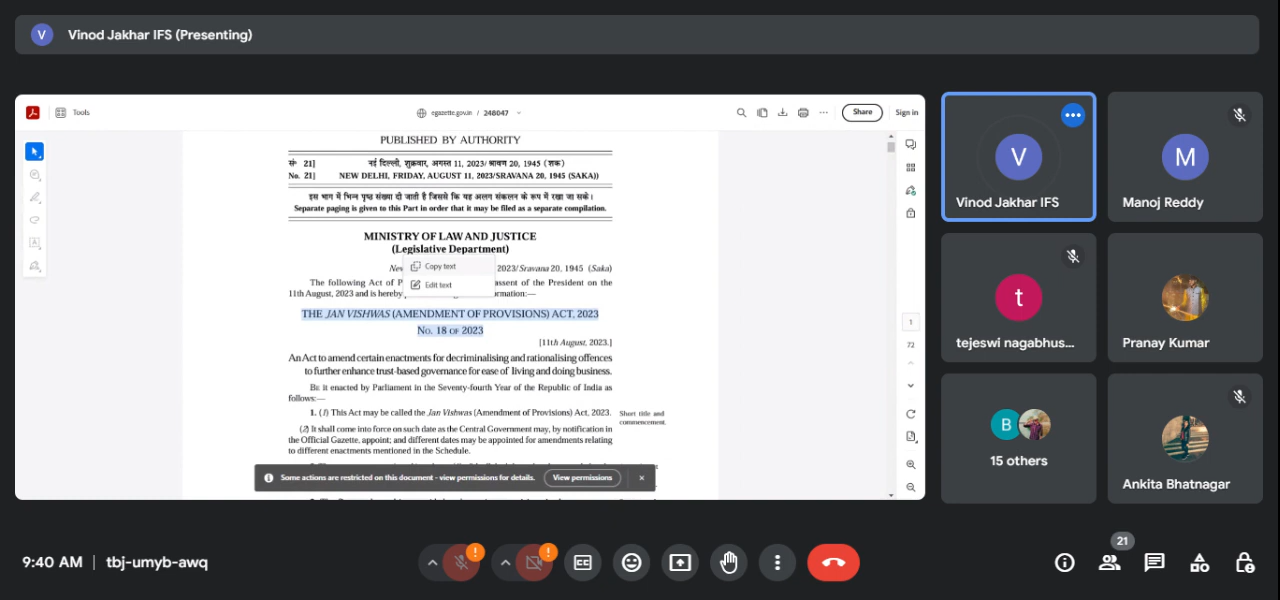 V
Vinod Jakhar IFS (Presenting)
Tools
egazette.gov.in / 248047
Share
Sign in
PUBLISHED BY AUTHORITY
सं० 21]
नई दिल्ली, शुक्रवार, अगस्त 11, 2023/ श्रावण 20, 1945 (शक)
No. 21]
NEW DELHI, FRIDAY, AUGUST 11, 2023/SRAVANA 20, 1945 (SAKA))
इस भाग में भिन्न पृष्ठ संख्या दी जाती है जिससे कि यह अलग संकलन के रूप में रखा जा सके।
Separate paging is given to this Part in order that it may be filed as a separate compilation.
MINISTRY OF LAW AND JUSTICE
(Legislative Department)
2023/Sravana 20, 1945 (Saka)
Copy text
Edit text
The following Act of P assent of the President on the
11th August, 2023 and is hereby
THE JAN VISHWAS (AMENDMENT OF PROVISIONS) ACT, 2023
No. 18 OF 2023
[11th August, 2023.]
An Act to amend certain enactments for decriminalising and rationalising offences
to further enhance trust-based governance for ease of living and doing business.
BE it enacted by Parliament in the Seventy-fourth Year of the Republic of India as
follows:—
1. (1) This Act may be called the Jan Vishwas (Amendment of Provisions) Act, 2023.
Short title and
commencement.
(2) It shall come into force on such date as the Central Government may, by notification in
the Official Gazette, appoint; and different dates may be appointed for amendments relating
to different enactments mentioned in the Schedule.
Some actions are restricted on this document - view permissions for details.
View permissions
1
72
V
Vinod Jakhar IFS
M
Manoj Reddy
t
tejeswi nagabhus...
Pranay Kumar
B
15 others
Ankita Bhatnagar
9:40 AM | tbj-umyb-awq
21